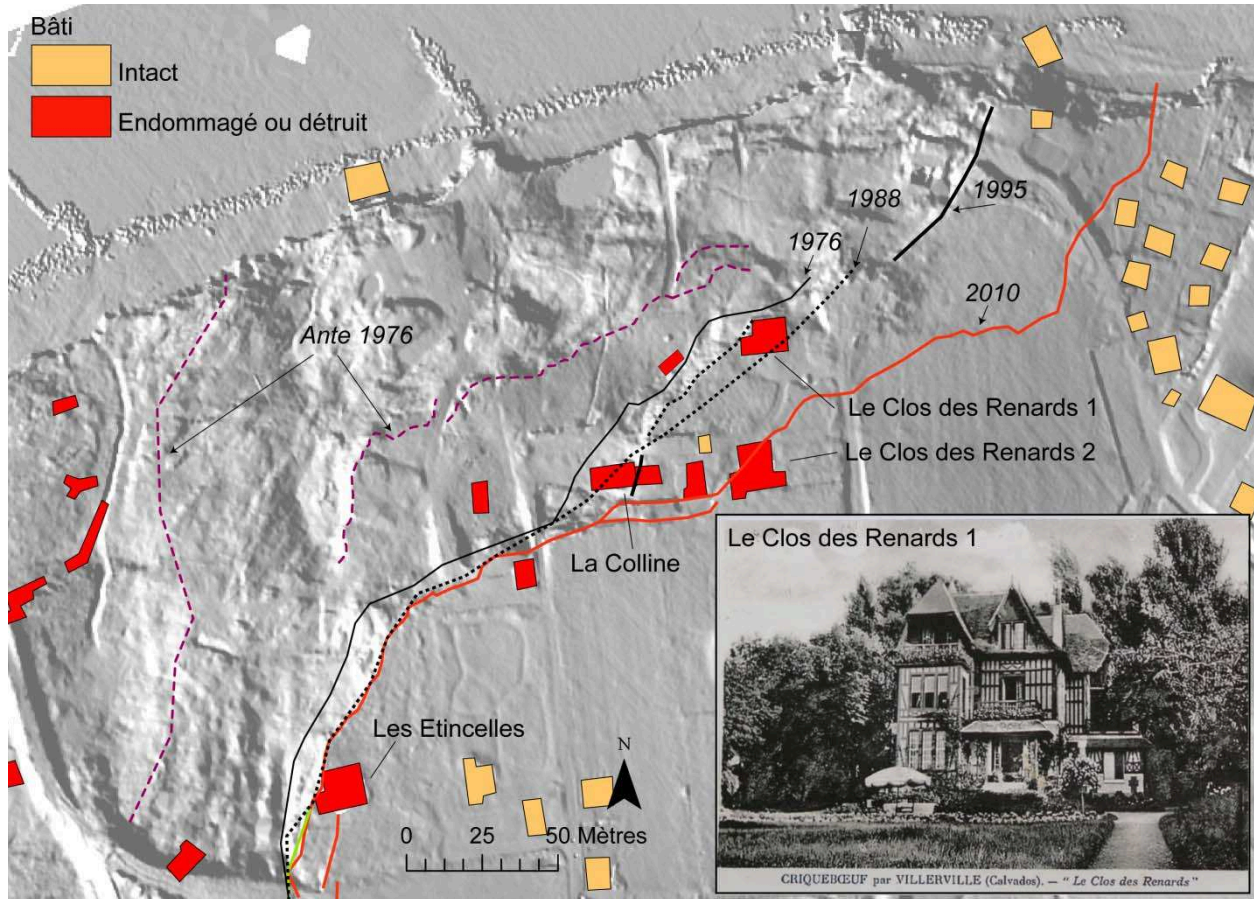 Bâti
Intact
Endommagé ou détruit
1995
1988
1976
2010
Ante 1976
Le Clos des Renards 1
Le Clos des Renards 2
La Colline
Les Etincelles
N
0 25 50 Mètres
Le Clos des Renards 1
CRIQUEBŒUF par VILLERVILLE (Calvados). — " Le Clos des Renards "